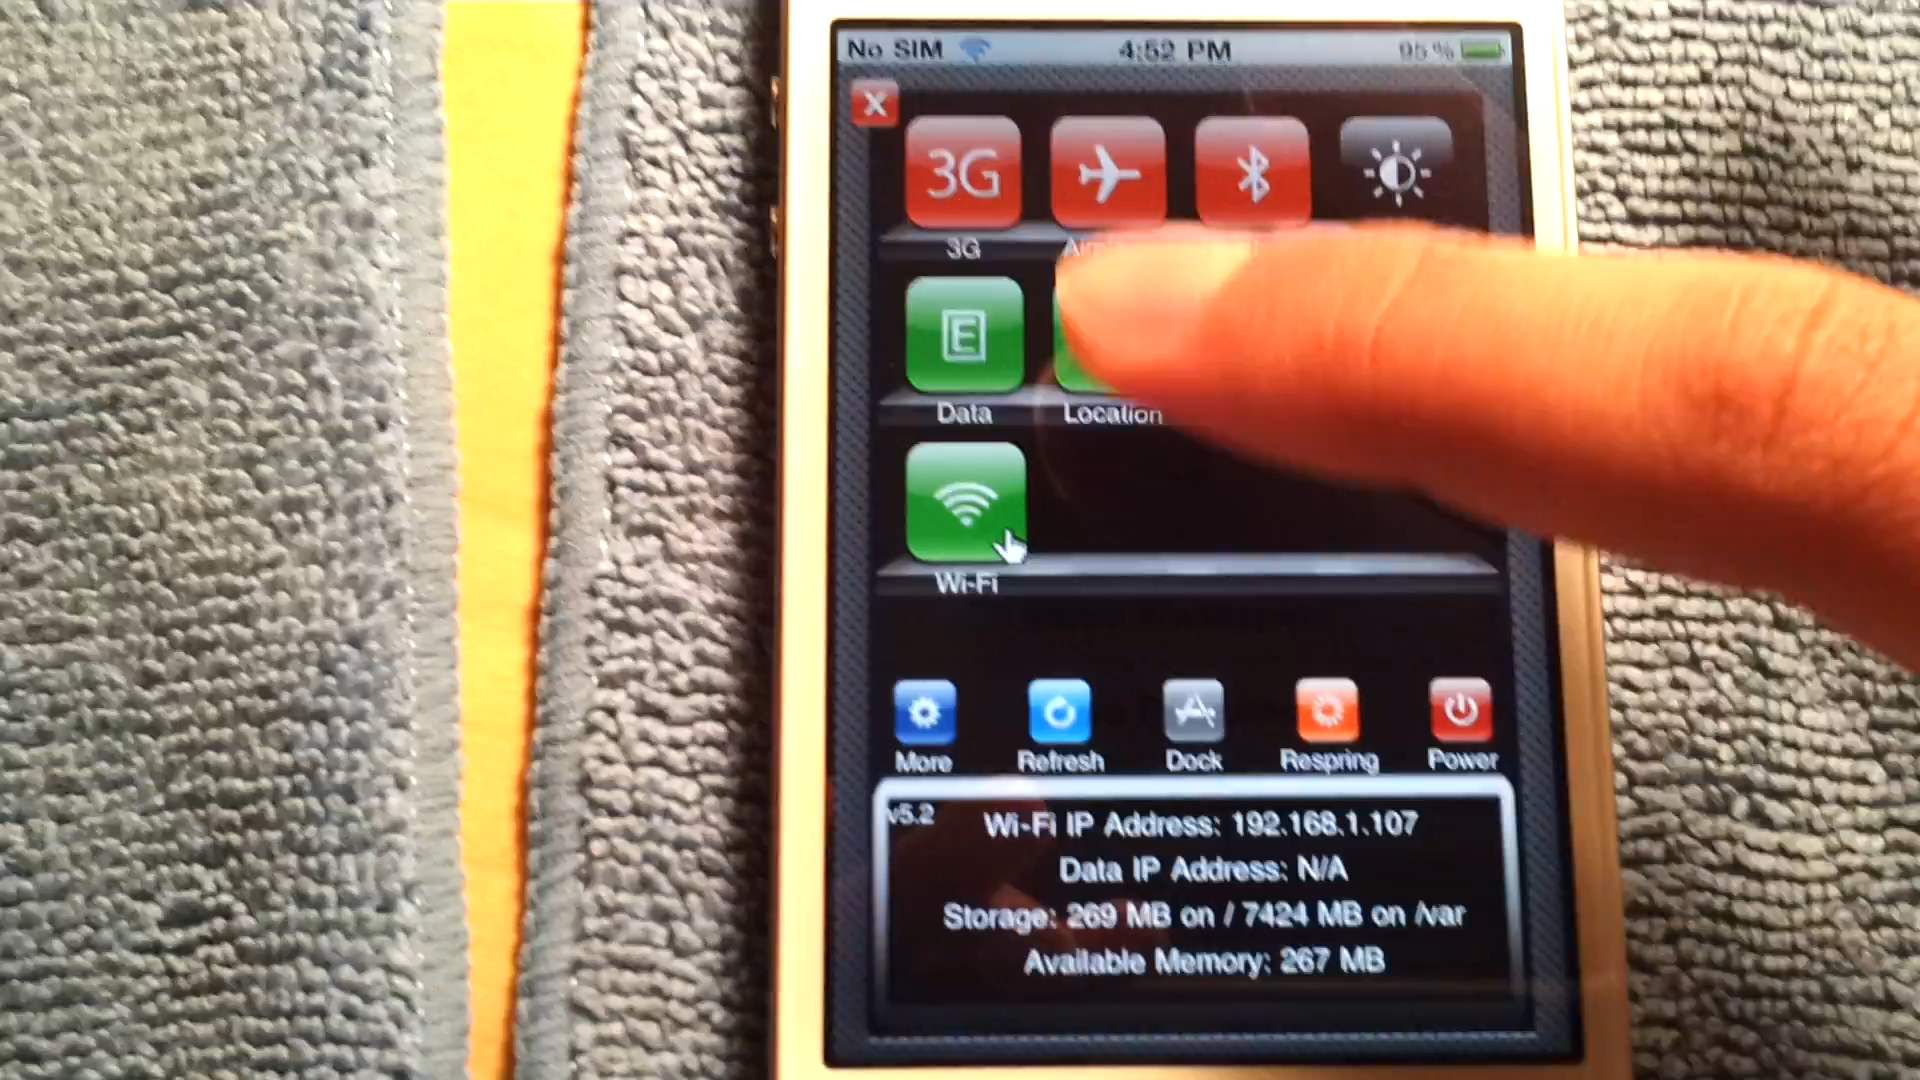 No SIM 4:52 PM 95 %
X
3G
3G
E
Data Location
Wi-Fi
More Refresh Dock Respring Power
v5.2
Wi-Fi IP Address: 192.168.1.107
Data IP Address: N/A
Storage: 269 MB on / 7424 MB on /var
Available Memory: 267 MB